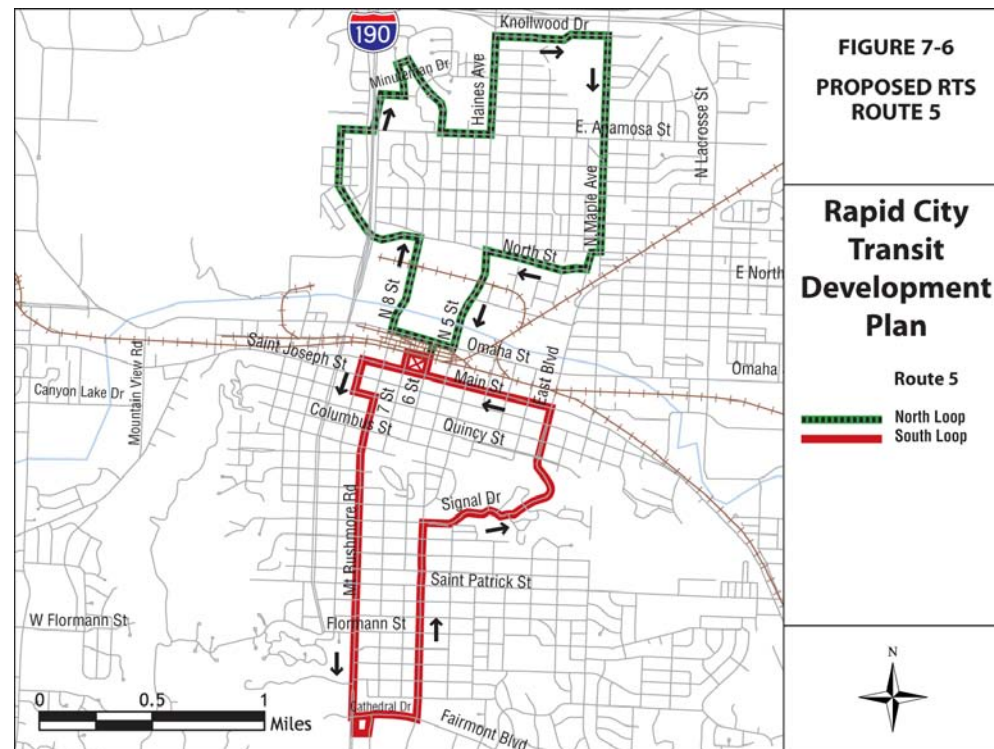 Knollwood Dr
190
Minuteman Dr
Haines Ave
E. Anamosa St
N Lacrosse St
N Maple Ave
North St
E North
N 8 St
N 5 St
Omaha St
Saint Joseph St
Omaha
Main St
East Blvd
Canyon Lake Dr
Mountain View Rd
7 St
6 St
Columbus St
Quincy St
Signal Dr
Mt Rushmore Rd
Saint Patrick St
W Flormann St
Flormann St
Cathedral Dr
Fairmont Blvd
0 0.5 1
Miles
FIGURE 7-6
PROPOSED RTS
ROUTE 5
Rapid City
Transit
Development
Plan
Route 5
North Loop
South Loop
N